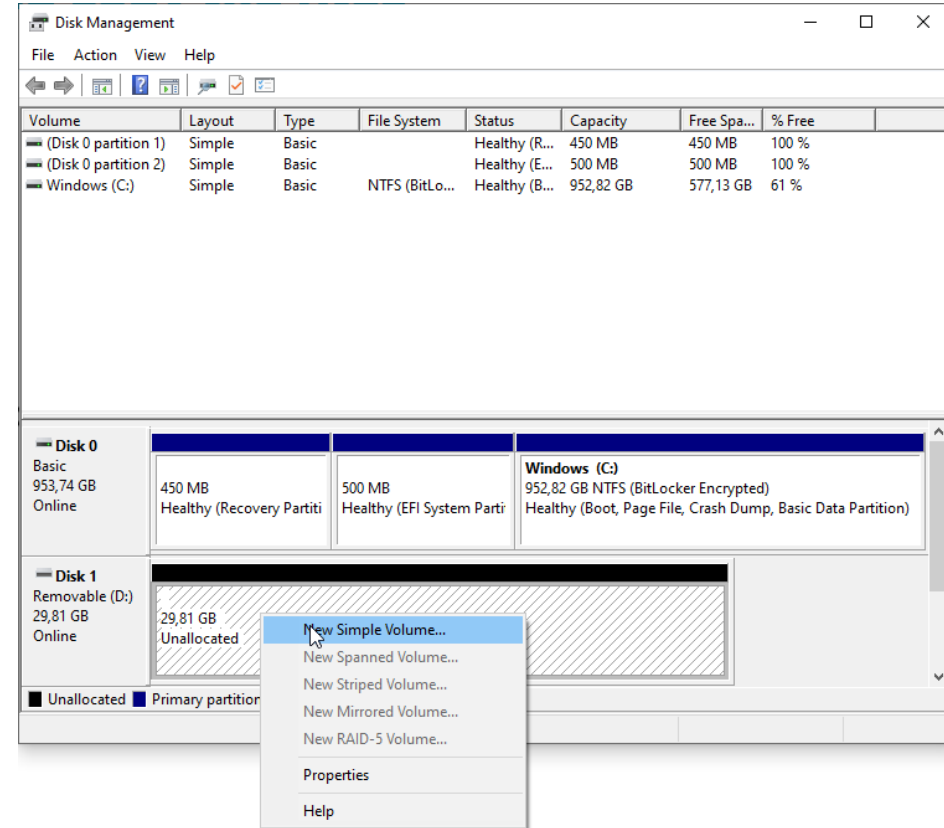 Disk Management
File Action View Help
Volume Layout Type File System Status Capacity Free Spa... % Free
(Disk 0 partition 1) Simple Basic Healthy (R... 450 MB 450 MB 100 %
(Disk 0 partition 2) Simple Basic Healthy (E... 500 MB 500 MB 100 %
Windows (C:) Simple Basic NTFS (BitLo... Healthy (B... 952,82 GB 577,13 GB 61 %
Disk 0
Basic
953,74 GB
Online
450 MB
Healthy (Recovery Partiti
500 MB
Healthy (EFI System Parti
Windows (C:)
952,82 GB NTFS (BitLocker Encrypted)
Healthy (Boot, Page File, Crash Dump, Basic Data Partition)
Disk 1
Removable (D:)
29,81 GB
Online
29,81 GB
Unallocated
New Simple Volume...
New Spanned Volume...
New Striped Volume...
New Mirrored Volume...
New RAID-5 Volume...
Properties
Help
Unallocated Primary partition